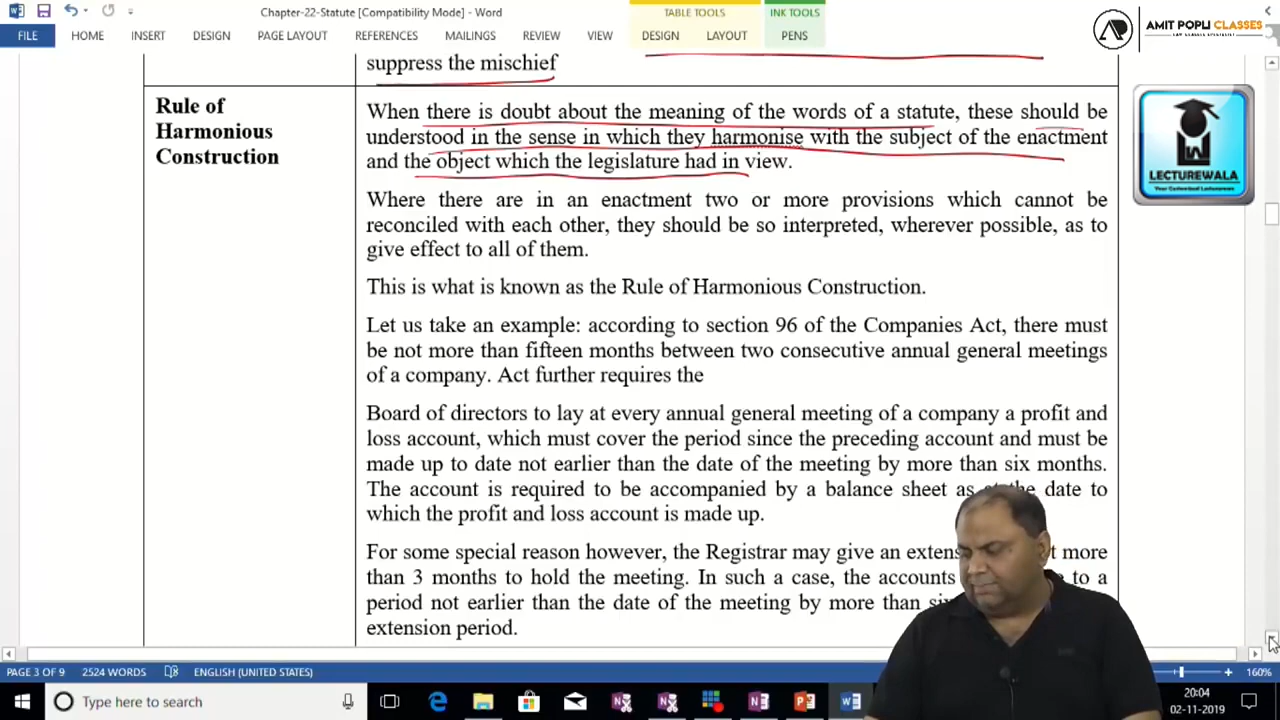 Chapter-22-Statute [Compatibility Mode] - Word
TABLE TOOLS
INK TOOLS
FILE HOME INSERT DESIGN PAGE LAYOUT REFERENCES MAILINGS REVIEW VIEW DESIGN LAYOUT PENS
AMIT POPLI CLASSES
suppress the mischief
Rule of
Harmonious
Construction
When there is doubt about the meaning of the words of a statute, these should be
understood in the sense in which they harmonise with the subject of the enactment
and the object which the legislature had in view.
Where there are in an enactment two or more provisions which cannot be
reconciled with each other, they should be so interpreted, wherever possible, as to
give effect to all of them.
This is what is known as the Rule of Harmonious Construction.
Let us take an example: according to section 96 of the Companies Act, there must
be not more than fifteen months between two consecutive annual general meetings
of a company. Act further requires the
Board of directors to lay at every annual general meeting of a company a profit and
loss account, which must cover the period since the preceding account and must be
made up to date not earlier than the date of the meeting by more than six months.
The account is required to be accompanied by a balance sheet as at the date to
which the profit and loss account is made up.
For some special reason however, the Registrar may give an more
than 3 months to hold the meeting. In such a case, the accounts to a
period not earlier than the date of the meeting by more than
extension period.
LECTUREWALA
PAGE 3 OF 9 2524 WORDS ENGLISH (UNITED STATES)
160%
Type here to search
20:04
02-11-2019